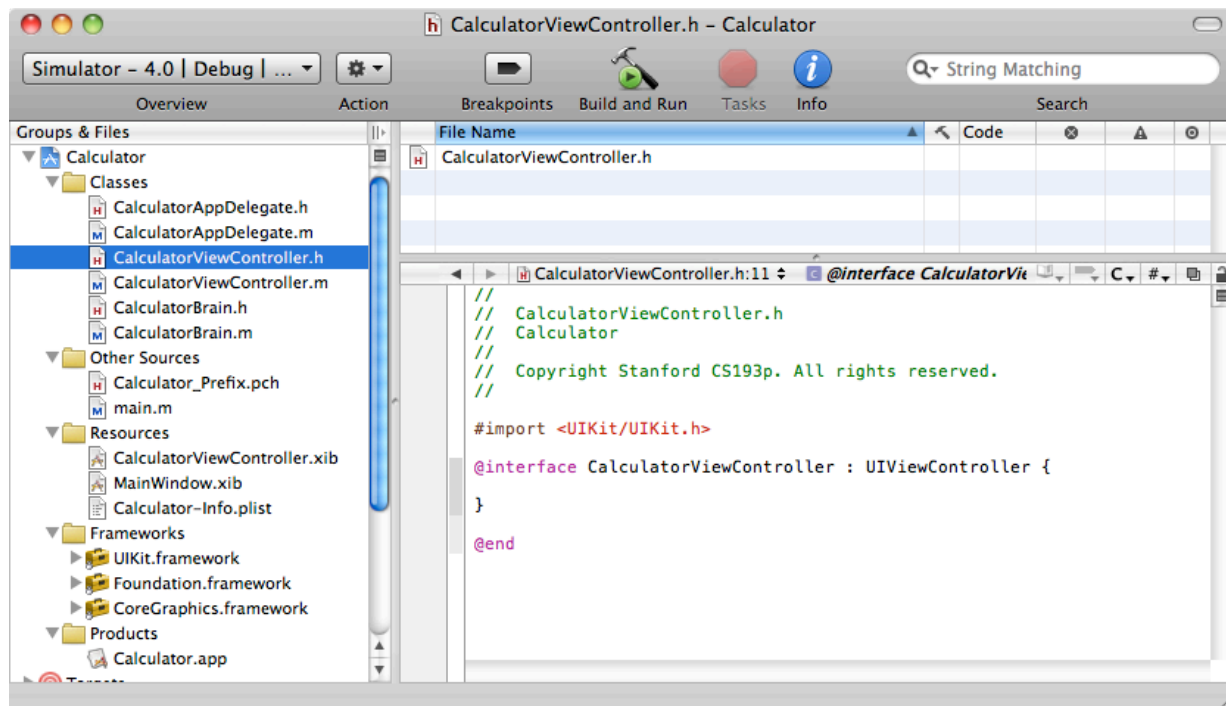 CalculatorViewController.h – Calculator
Simulator – 4.0 | Debug | ...
String Matching
Overview
Action
Breakpoints
Build and Run
Tasks
Info
Search
Groups & Files
Calculator
Classes
CalculatorAppDelegate.h
CalculatorAppDelegate.m
CalculatorViewController.h
CalculatorViewController.m
CalculatorBrain.h
CalculatorBrain.m
Other Sources
Calculator_Prefix.pch
main.m
Resources
CalculatorViewController.xib
MainWindow.xib
Calculator-Info.plist
Frameworks
UIKit.framework
Foundation.framework
CoreGraphics.framework
Products
Calculator.app
File Name
Code
CalculatorViewController.h
CalculatorViewController.h:11
@interface CalculatorVie
C
#
//
//  CalculatorViewController.h
//  Calculator
//
//  Copyright Stanford CS193p. All rights reserved.
//
#import <UIKit/UIKit.h>
@interface CalculatorViewController : UIViewController {
}
@end